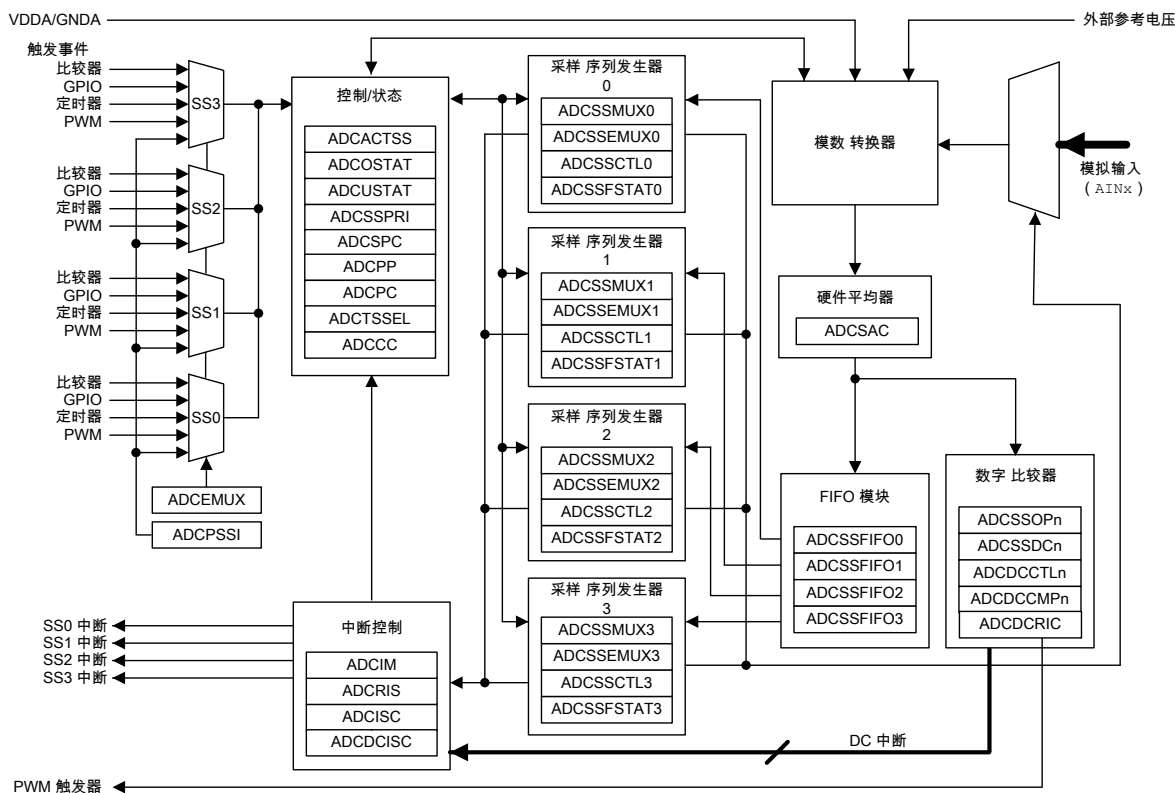 VDDA/GNDA
外部参考电压
触发事件
比较器
GPIO
定时器
PWM
SS3
比较器
GPIO
定时器
PWM
SS2
比较器
GPIO
定时器
PWM
SS1
比较器
GPIO
定时器
PWM
SS0
ADCEMUX
ADCPSSI
控制/状态
ADCACTSS
ADCOSTAT
ADCUSTAT
ADCSSPRI
ADCSPC
ADCPP
ADCPC
ADCTSSEL
ADCCC
采样 序列发生器
0
ADCSSMUX0
ADCSSEMUX0
ADCSSCTL0
ADCSSFSTAT0
采样 序列发生器
1
ADCSSMUX1
ADCSSEMUX1
ADCSSCTL1
ADCSSFSTAT1
采样 序列发生器
2
ADCSSMUX2
ADCSSEMUX2
ADCSSCTL2
ADCSSFSTAT2
采样 序列发生器
3
ADCSSMUX3
ADCSSEMUX3
ADCSSCTL3
ADCSSFSTAT3
模数 转换器
模拟输入
( AINx )
硬件平均器
ADCSAC
FIFO 模块
ADCSSFIFO0
ADCSSFIFO1
ADCSSFIFO2
ADCSSFIFO3
数字 比较器
ADCSSOPn
ADCSSDCn
ADCDCCTLn
ADCDCCMPn
ADCDCRIC
SS0 中断
SS1 中断
SS2 中断
SS3 中断
中断控制
ADCIM
ADCRIS
ADCISC
ADCDCISC
DC 中断
PWM 触发器